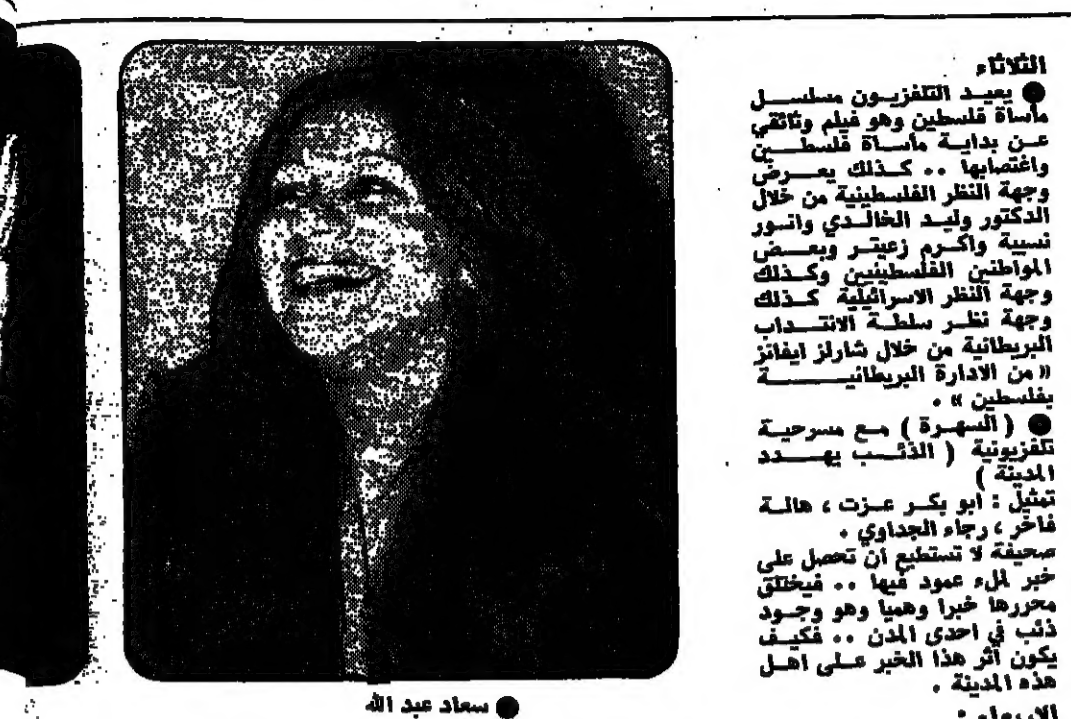 الثلاثاء
● يعيد التلفزيون مسلسل
مأساة فلسطين وهو فيلم وثائقي
عن بداية مأساة فلسطين
واغتصابها .. كذلك يعرض
وجهة النظر الفلسطينية من خلال
الدكتور وليد الخالدي وانور
نسيبة واكرم زعيتر وبعض
المواطنين الفلسطينيين وكذلك
وجهة النظر الاسرائيلية كذلك
وجهة نظر سلطة الانتداب
البريطانية من خلال شارلز ايفانز
« من الادارة البريطانية
بفلسطين » .
● ( السهرة ) مع مسرحية
تلفزيونية ( الذئب يهدد
المدينة )
تمثيل : ابو بكر عزت ، هالة
فاخر ، رجاء الجداوي .
صحيفة لا تستطيع ان تحصل على
خبر لملء عمود فيها .. فيختلق
محررها خبرا وهميا وهو وجود
ذئب في احدى المدن .. فكيف
يكون أثر هذا الخبر على اهل
هذه المدينة .
الاربعاء :
● سعاد عبد الله